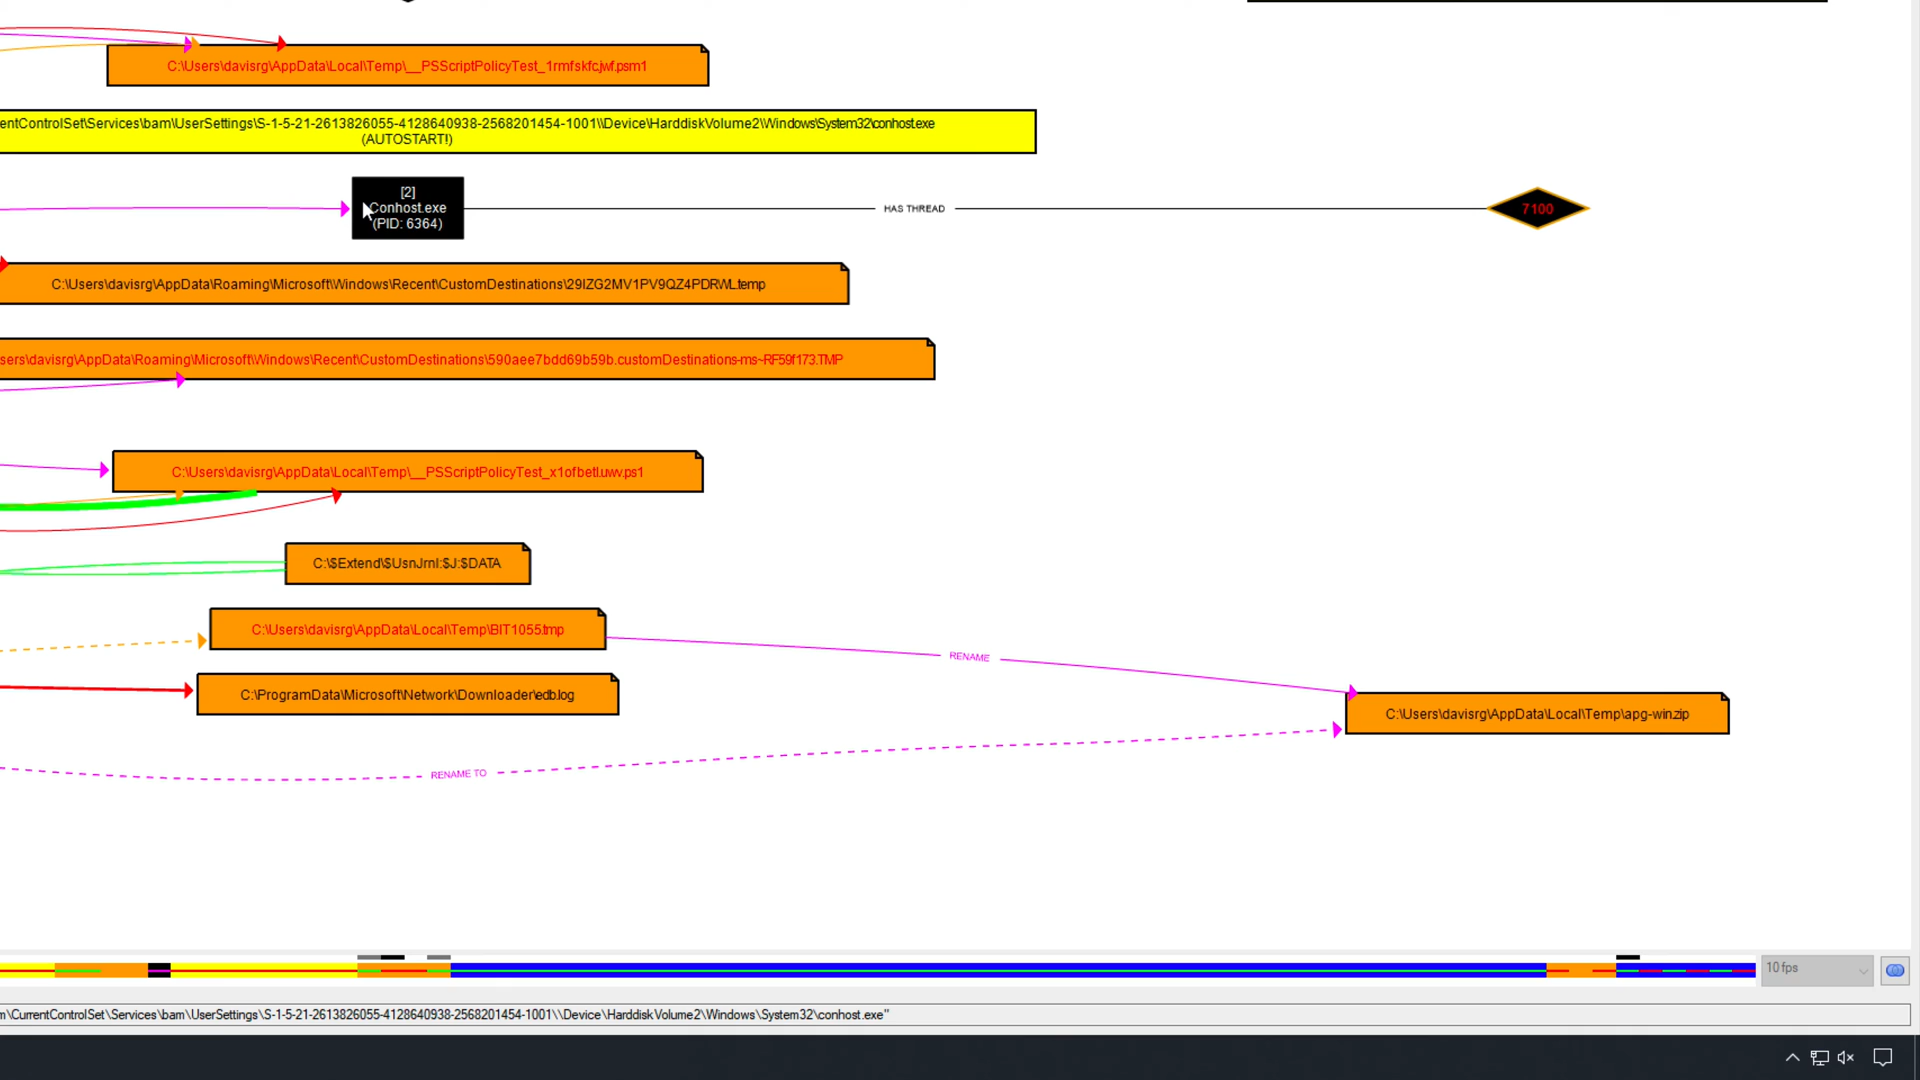 C:\Users\davisrg\AppData\Local\Temp\__PSScriptPolicyTest_1rmfskfc.jwf.psm1
entControlSet\Services\bam\UserSettings\S-1-5-21-2613826055-4128640938-2568201454-1001\\Device\HarddiskVolume2\Windows\System32\conhost.exe
(AUTOSTART!)
[2]
Conhost.exe
(PID: 6364)
HAS THREAD
7100
C:\Users\davisrg\AppData\Roaming\Microsoft\Windows\Recent\CustomDestinations\29IZG2MV1PV9QZ4PDRWL.temp
sers\davisrg\AppData\Roaming\Microsoft\Windows\Recent\CustomDestinations\590aee7bdd69b59b.customDestinations-ms~RF59f173.TMP
C:\Users\davisrg\AppData\Local\Temp\__PSScriptPolicyTest_x1ofbetl.uwv.ps1
C:\$Extend\$UsnJrnl:$J:$DATA
C:\Users\davisrg\AppData\Local\Temp\BIT1055.tmp
RENAME
C:\ProgramData\Microsoft\Network\Downloader\edb.log
C:\Users\davisrg\AppData\Local\Temp\apg-win.zip
RENAME TO
10 fps
m\CurrentControlSet\Services\bam\UserSettings\S-1-5-21-2613826055-4128640938-2568201454-1001\\Device\HarddiskVolume2\Windows\System32\conhost.exe"